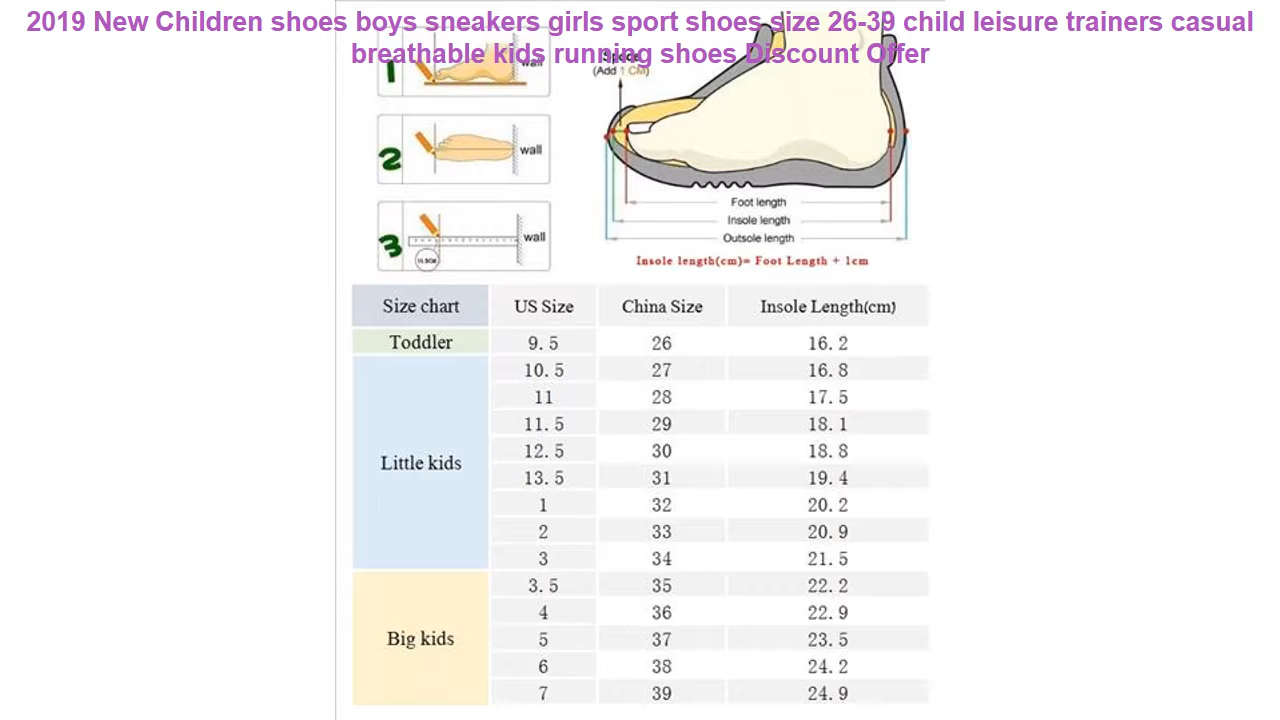 2019 New Children shoes boys sneakers girls sport shoes size 26-39 child leisure trainers casual
breathable kids running shoes Discount Offer
1
wall
2
wall
3
wall
11.5CM
Space
(Add 1 CM)
Foot length
Insole length
Outsole length
Insole length(cm)= Foot Length + 1cm
Size chart US Size China Size Insole Length(cm)
Toddler 9.5 26 16.2
10.5 27 16.8
11 28 17.5
11.5 29 18.1
12.5 30 18.8
Little kids
13.5 31 19.4
1 32 20.2
2 33 20.9
3 34 21.5
3.5 35 22.2
4 36 22.9
Big kids 5 37 23.5
6 38 24.2
7 39 24.9